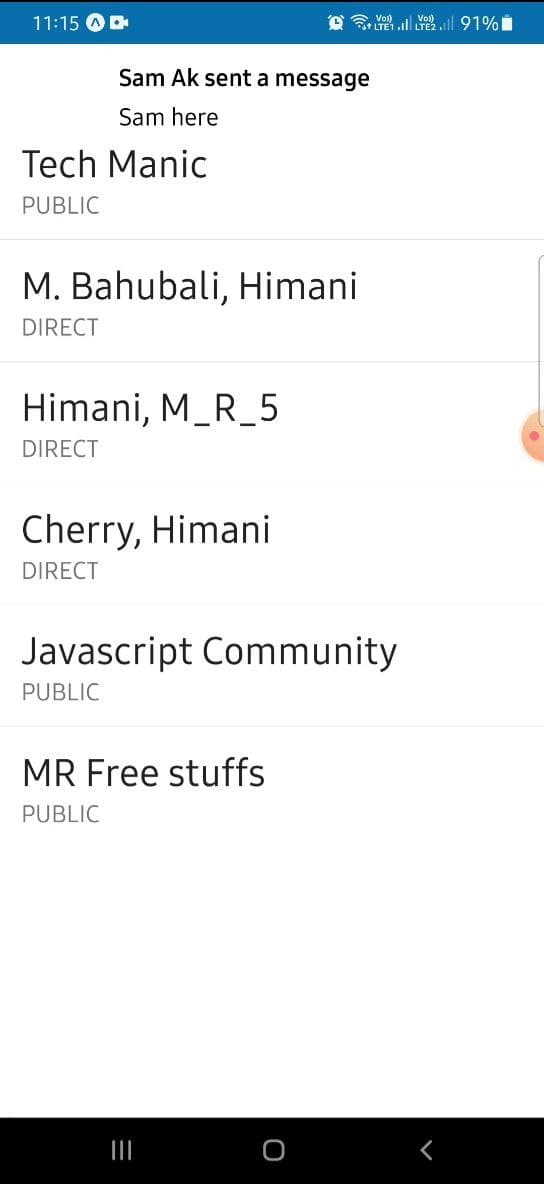 11:15 91%
Vo)) LTE1 Vo)) LTE2
Sam Ak sent a message
Sam here
Tech Manic
PUBLIC
M. Bahubali, Himani
DIRECT
Himani, M_R_5
DIRECT
Cherry, Himani
DIRECT
Javascript Community
PUBLIC
MR Free stuffs
PUBLIC